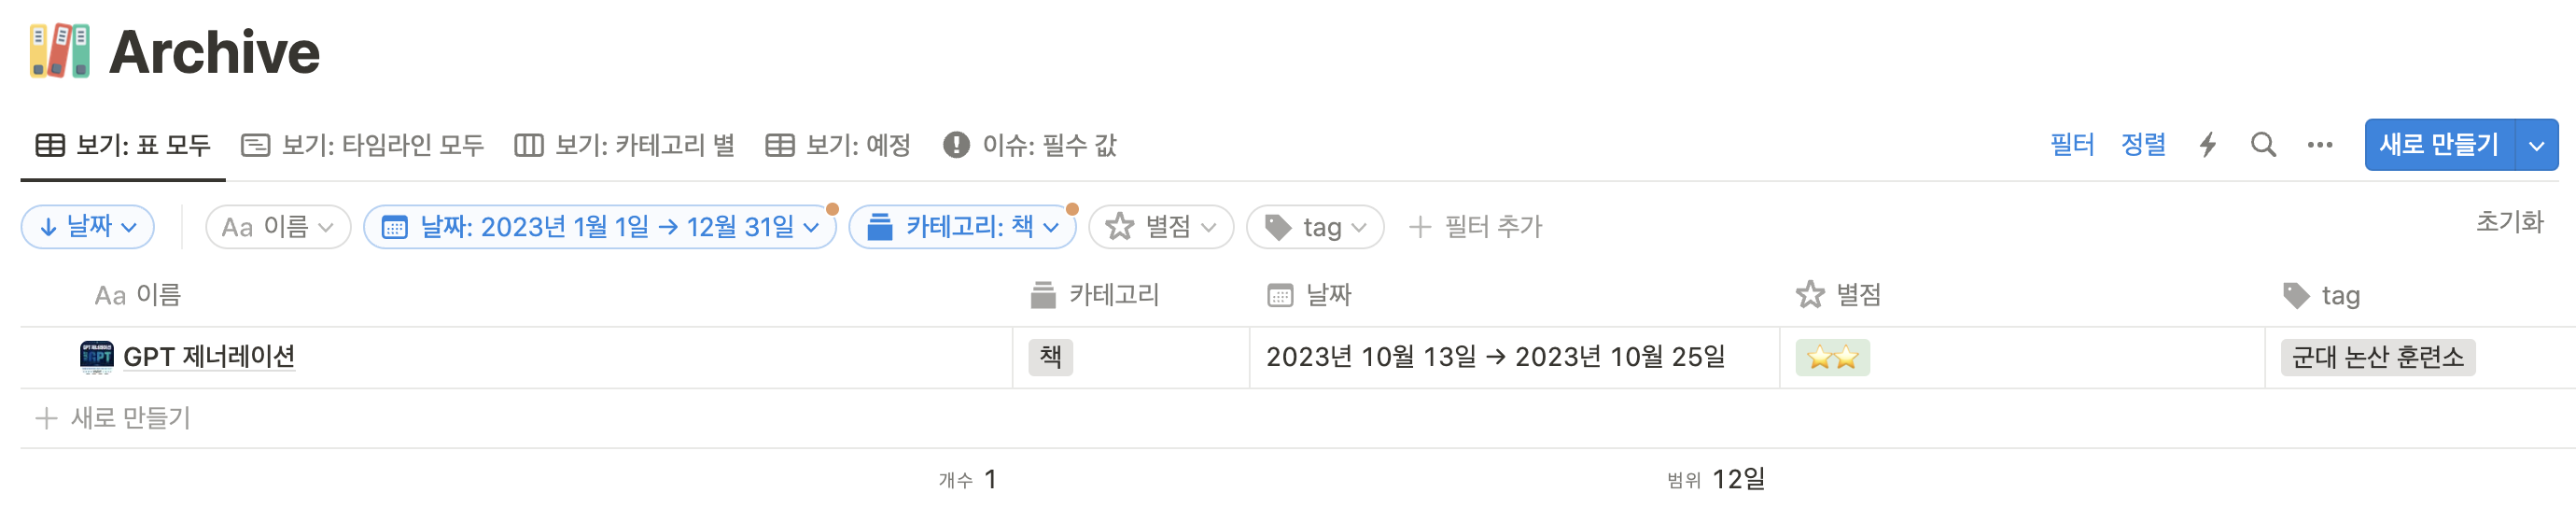 Archive
보기: 표 모두 보기: 타임라인 모두 보기: 카테고리 별 보기: 예정 이슈: 필수 값 필터 정렬 새로 만들기
날짜 Aa 이름 날짜: 2023년 1월 1일 → 12월 31일 카테고리: 책 별점 tag + 필터 추가 초기화
Aa 이름 카테고리 날짜 별점 tag
GPT 제너레이션 책 2023년 10월 13일 → 2023년 10월 25일 ⭐⭐ 군대 논산 훈련소
+ 새로 만들기
개수 1 범위 12일